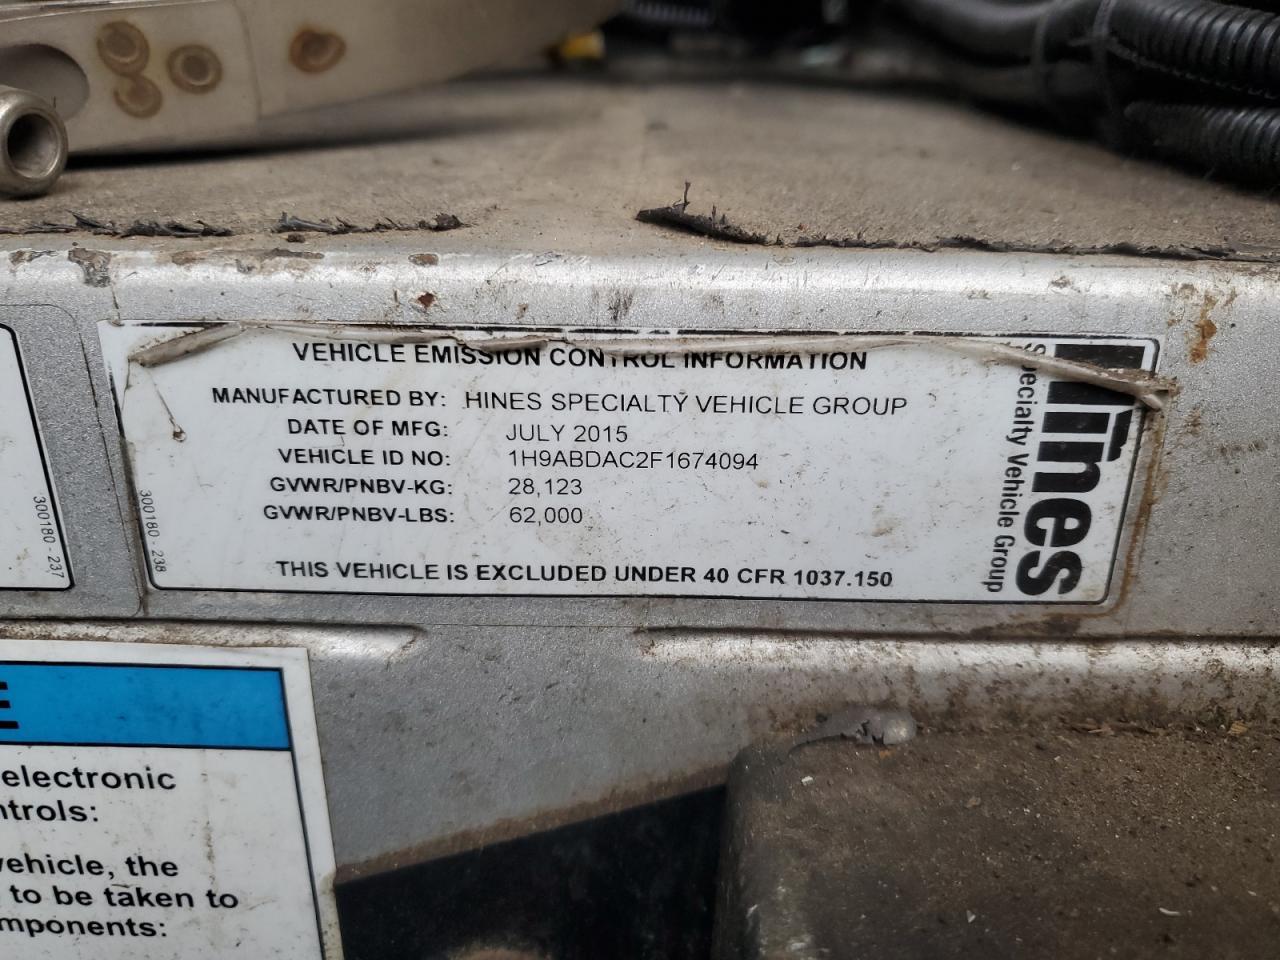 VEHICLE EMISSION CONTROL INFORMATION
MANUFACTURED BY: HINES SPECIALTY VEHICLE GROUP
DATE OF MFG: JULY 2015
VEHICLE ID NO: 1H9ABDAC2F1674094
GVWR/PNBV-KG: 28,123
GVWR/PNBV-LBS: 62,000
THIS VEHICLE IS EXCLUDED UNDER 40 CFR 1037.150
300180 - 238
Hines
Specialty Vehicle Group
300180 - 237
E
electronic
ntrols:
vehicle, the
to be taken to
mponents: